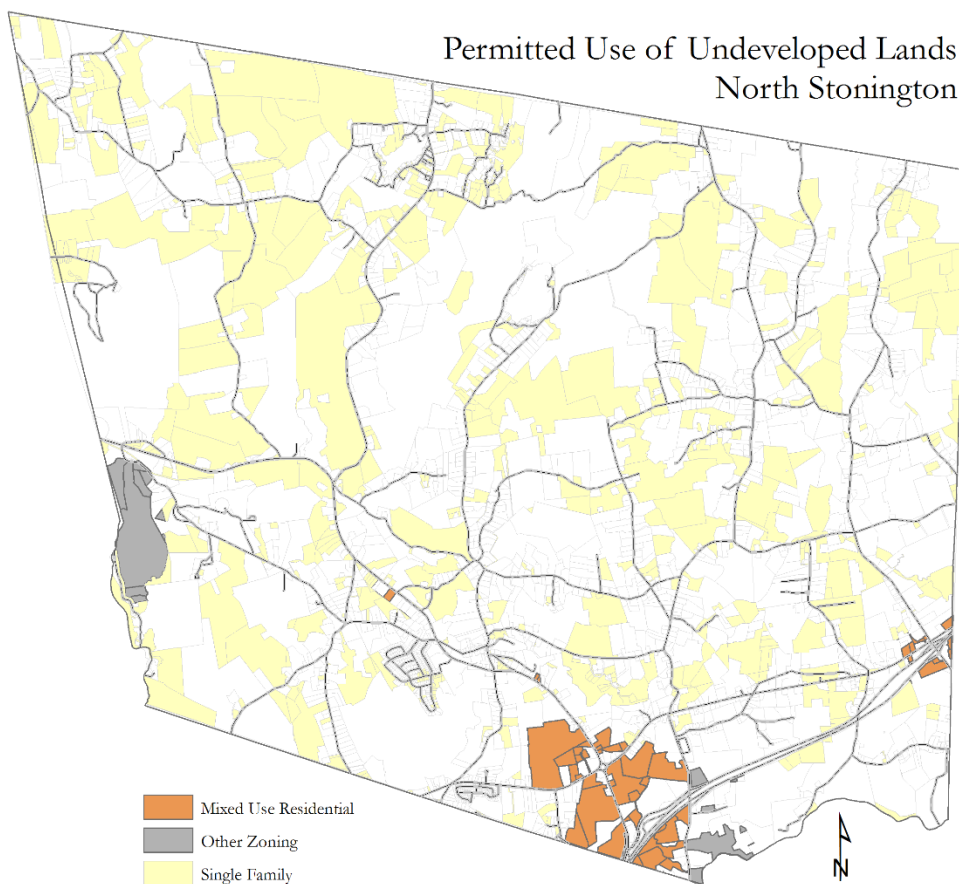 Permitted Use of Undeveloped Lands
North Stonington
Mixed Use Residential
Other Zoning
Single Family
N